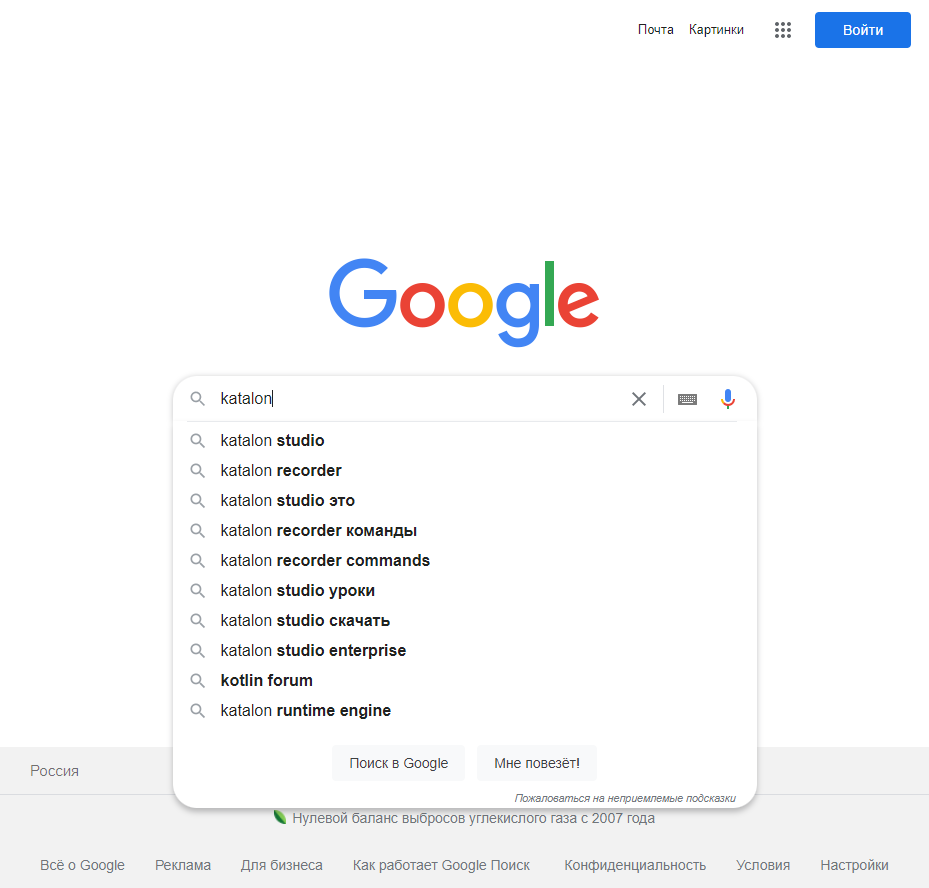 Почта Картинки Войти
Google
katalon
katalon studio
katalon recorder
katalon studio это
katalon recorder команды
katalon recorder commands
katalon studio уроки
katalon studio скачать
katalon studio enterprise
kotlin forum
katalon runtime engine
Поиск в Google Мне повезёт!
Россия
Пожаловаться на неприемлемые подсказки
Нулевой баланс выбросов углекислого газа с 2007 года
Всё о Google Реклама Для бизнеса Как работает Google Поиск Конфиденциальность Условия Настройки